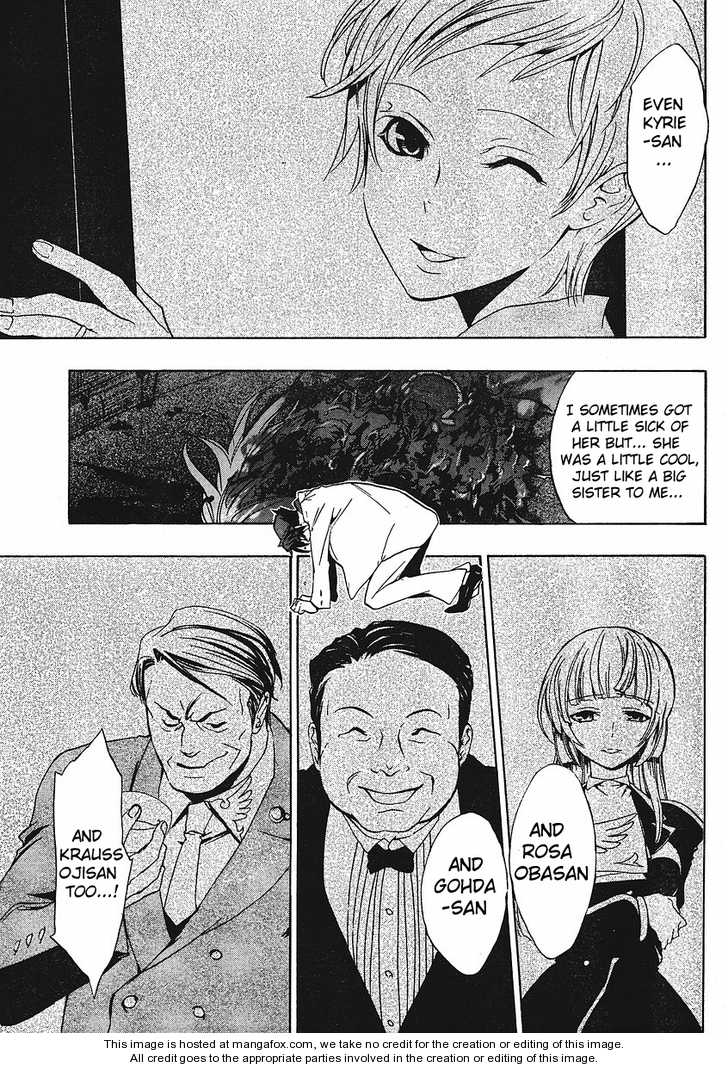 EVEN
KYRIE
-SAN
...
I SOMETIMES GOT
A LITTLE SICK OF
HER BUT... SHE
WAS A LITTLE COOL,
JUST LIKE A BIG
SISTER TO ME...
AND
ROSA
OBASAN
AND
GOHDA
-SAN
AND
KRAUSS
OJISAN
TOO...!
This image is hosted at mangafox.com, we take no credit for the creation or editing of this image.
All credit goes to the appropriate parties involved in the creation or editing of this image.